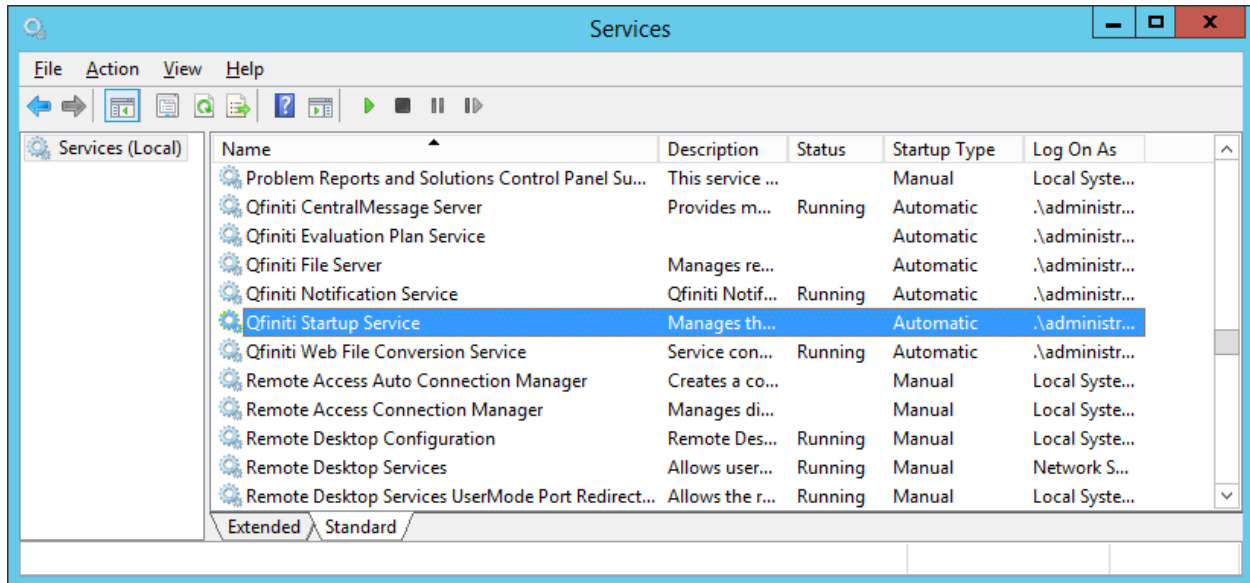 Services
File Action View Help
Services (Local)
Name Description Status Startup Type Log On As
Problem Reports and Solutions Control Panel Su... This service ... Manual Local Syste...
Qfiniti CentralMessage Server Provides m... Running Automatic .\administr...
Qfiniti Evaluation Plan Service Automatic .\administr...
Qfiniti File Server Manages re... Automatic .\administr...
Qfiniti Notification Service Qfiniti Notif... Running Automatic .\administr...
Qfiniti Startup Service Manages th... Automatic .\administr...
Qfiniti Web File Conversion Service Service con... Running Automatic .\administr...
Remote Access Auto Connection Manager Creates a co... Manual Local Syste...
Remote Access Connection Manager Manages di... Manual Local Syste...
Remote Desktop Configuration Remote Des... Running Manual Local Syste...
Remote Desktop Services Allows user... Running Manual Network S...
Remote Desktop Services UserMode Port Redirect... Allows the r... Running Manual Local Syste...
Extended Standard